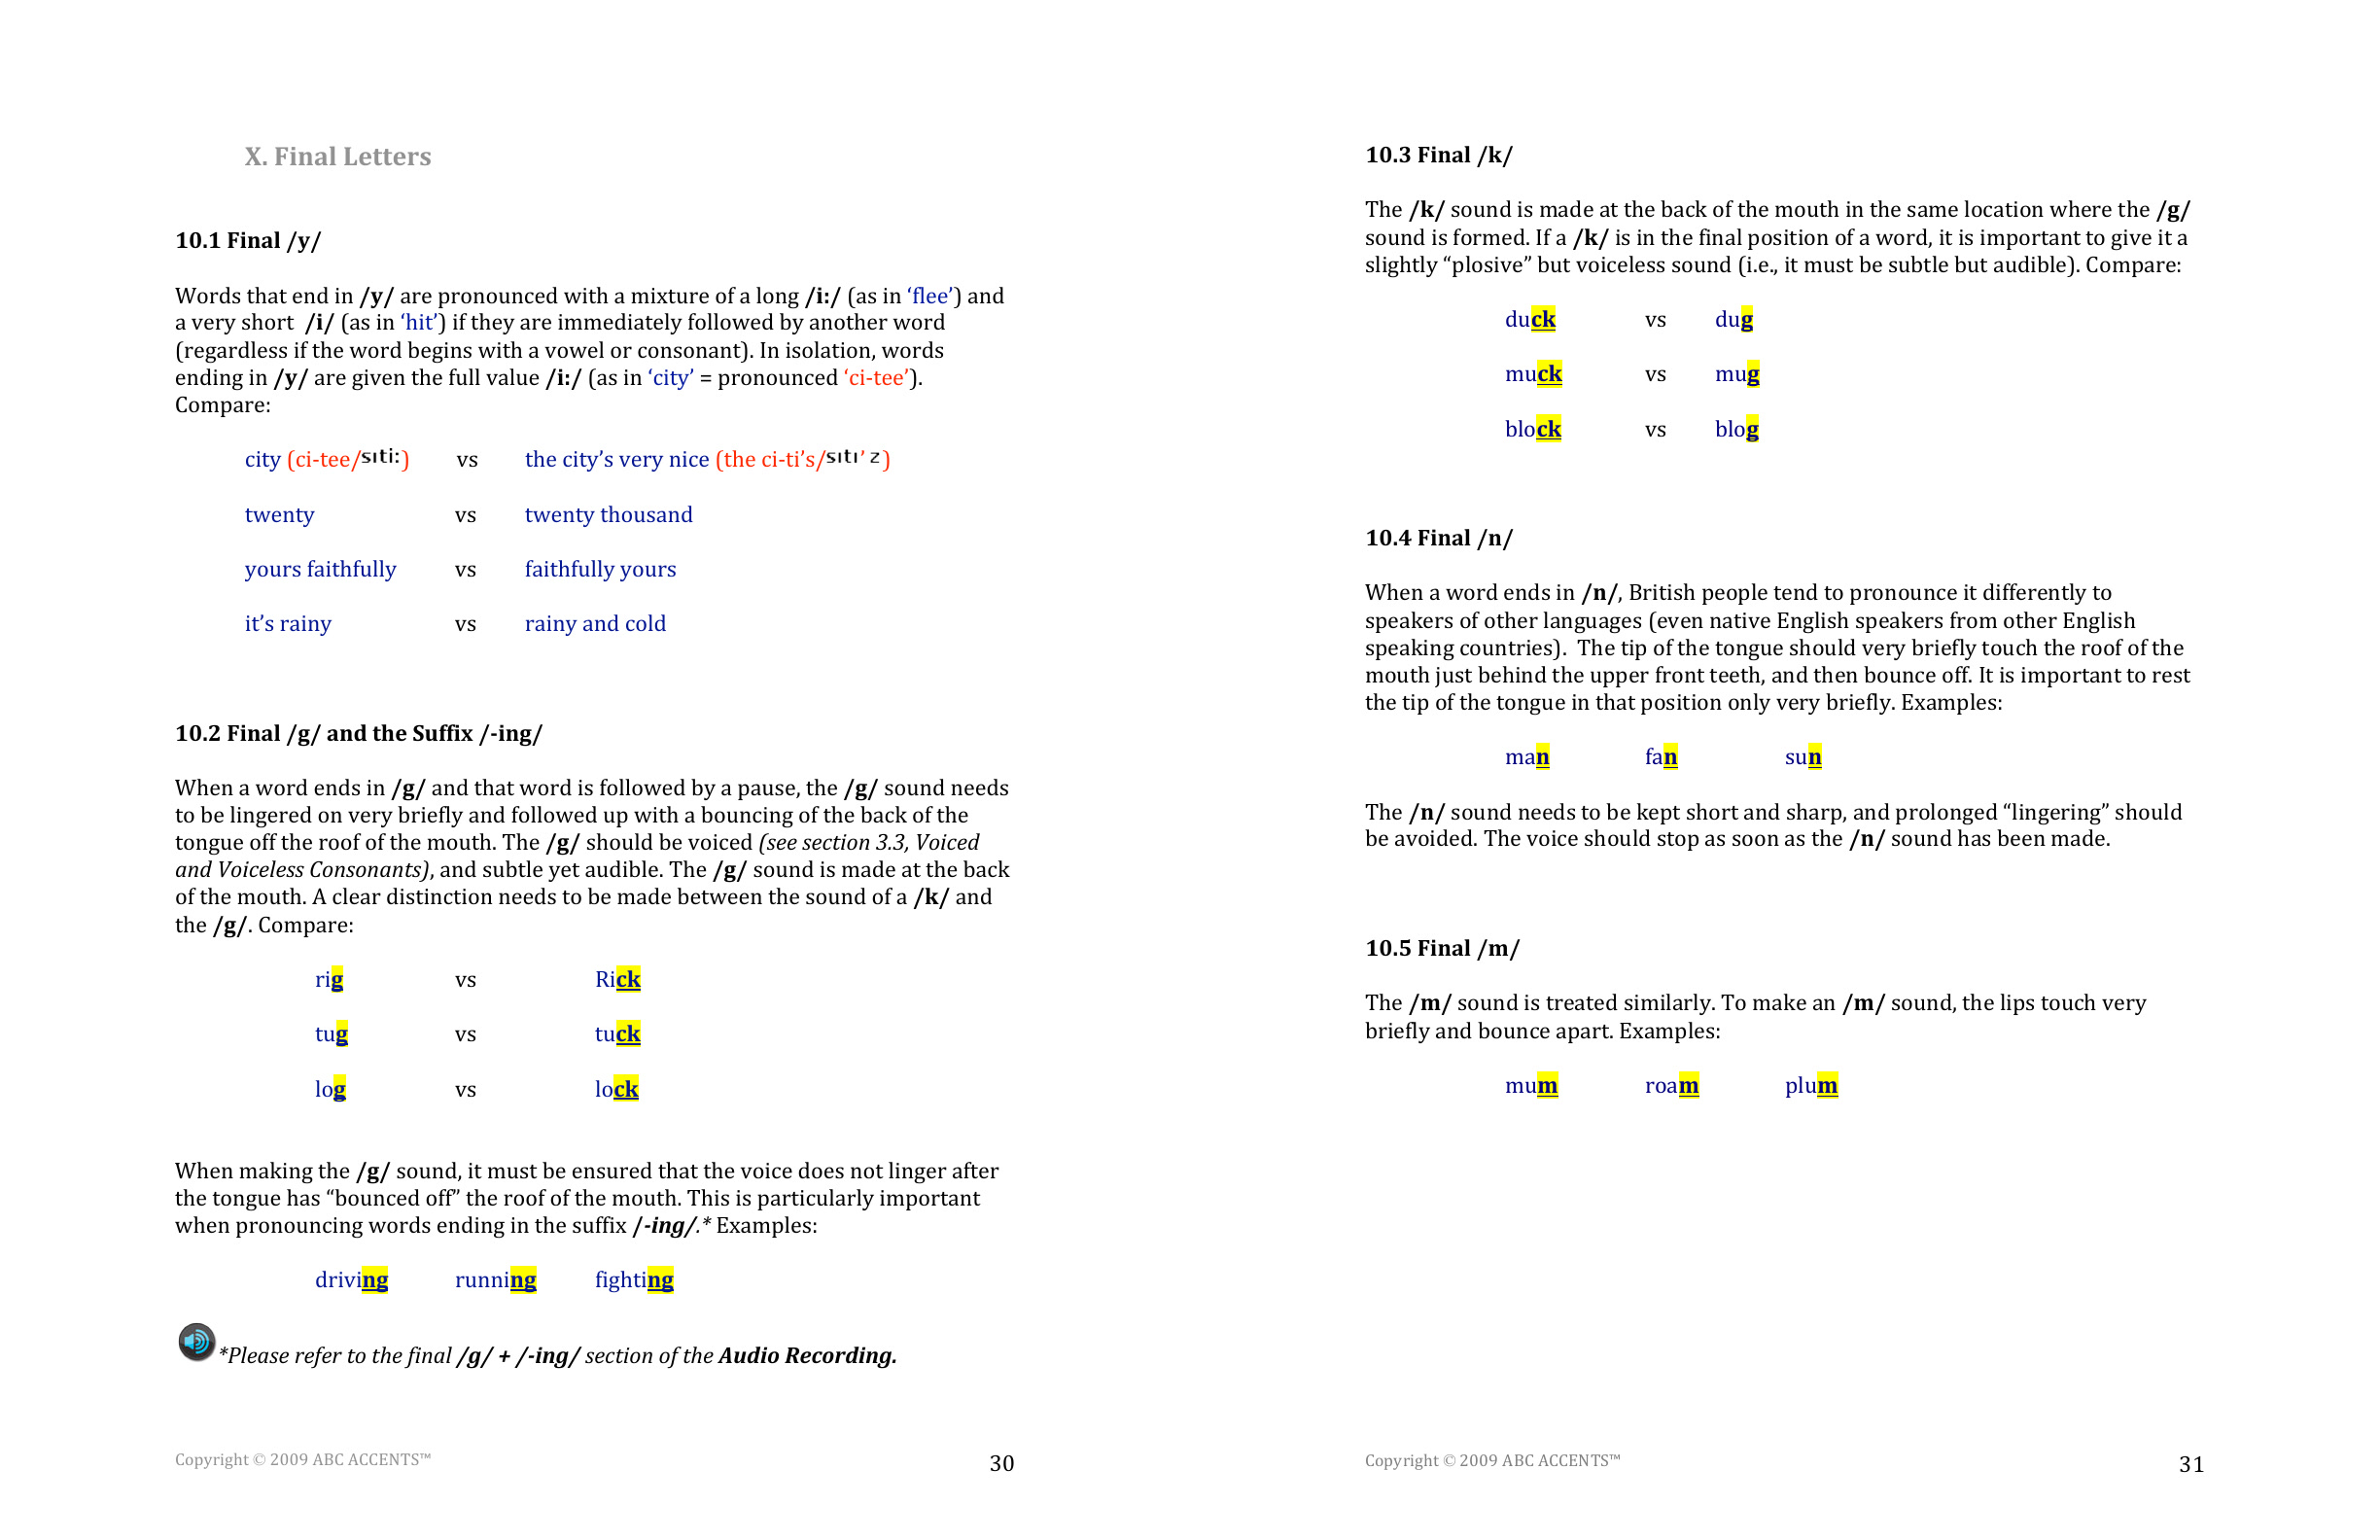 X. Final Letters
10.1 Final /y/
Words that end in /y/ are pronounced with a mixture of a long /i:/ (as in ‘flee’) and
a very short  /i/ (as in ‘hit’) if they are immediately followed by another word
(regardless if the word begins with a vowel or consonant). In isolation, words
ending in /y/ are given the full value /i:/ (as in ‘city’ = pronounced ‘ci-tee’).
Compare:
city (ci-tee/sɪti:) vs the city’s very nice (the ci-ti’s/sɪtɪ’ z)
twenty vs twenty thousand
yours faithfully vs faithfully yours
it’s rainy vs rainy and cold
10.2 Final /g/ and the Suffix /-ing/
When a word ends in /g/ and that word is followed by a pause, the /g/ sound needs
to be lingered on very briefly and followed up with a bouncing of the back of the
tongue off the roof of the mouth. The /g/ should be voiced (see section 3.3, Voiced
and Voiceless Consonants), and subtle yet audible. The /g/ sound is made at the back
of the mouth. A clear distinction needs to be made between the sound of a /k/ and
the /g/. Compare:
rig vs Rick
tug vs tuck
log vs lock
When making the /g/ sound, it must be ensured that the voice does not linger after
the tongue has “bounced off” the roof of the mouth. This is particularly important
when pronouncing words ending in the suffix /-ing/.* Examples:
driving running fighting
*Please refer to the final /g/ + /-ing/ section of the Audio Recording.
Copyright © 2009 ABC ACCENTS™ 30
10.3 Final /k/
The /k/ sound is made at the back of the mouth in the same location where the /g/
sound is formed. If a /k/ is in the final position of a word, it is important to give it a
slightly “plosive” but voiceless sound (i.e., it must be subtle but audible). Compare:
duck vs dug
muck vs mug
block vs blog
10.4 Final /n/
When a word ends in /n/, British people tend to pronounce it differently to
speakers of other languages (even native English speakers from other English
speaking countries).  The tip of the tongue should very briefly touch the roof of the
mouth just behind the upper front teeth, and then bounce off. It is important to rest
the tip of the tongue in that position only very briefly. Examples:
man fan sun
The /n/ sound needs to be kept short and sharp, and prolonged “lingering” should
be avoided. The voice should stop as soon as the /n/ sound has been made.
10.5 Final /m/
The /m/ sound is treated similarly. To make an /m/ sound, the lips touch very
briefly and bounce apart. Examples:
mum roam plum
Copyright © 2009 ABC ACCENTS™ 31